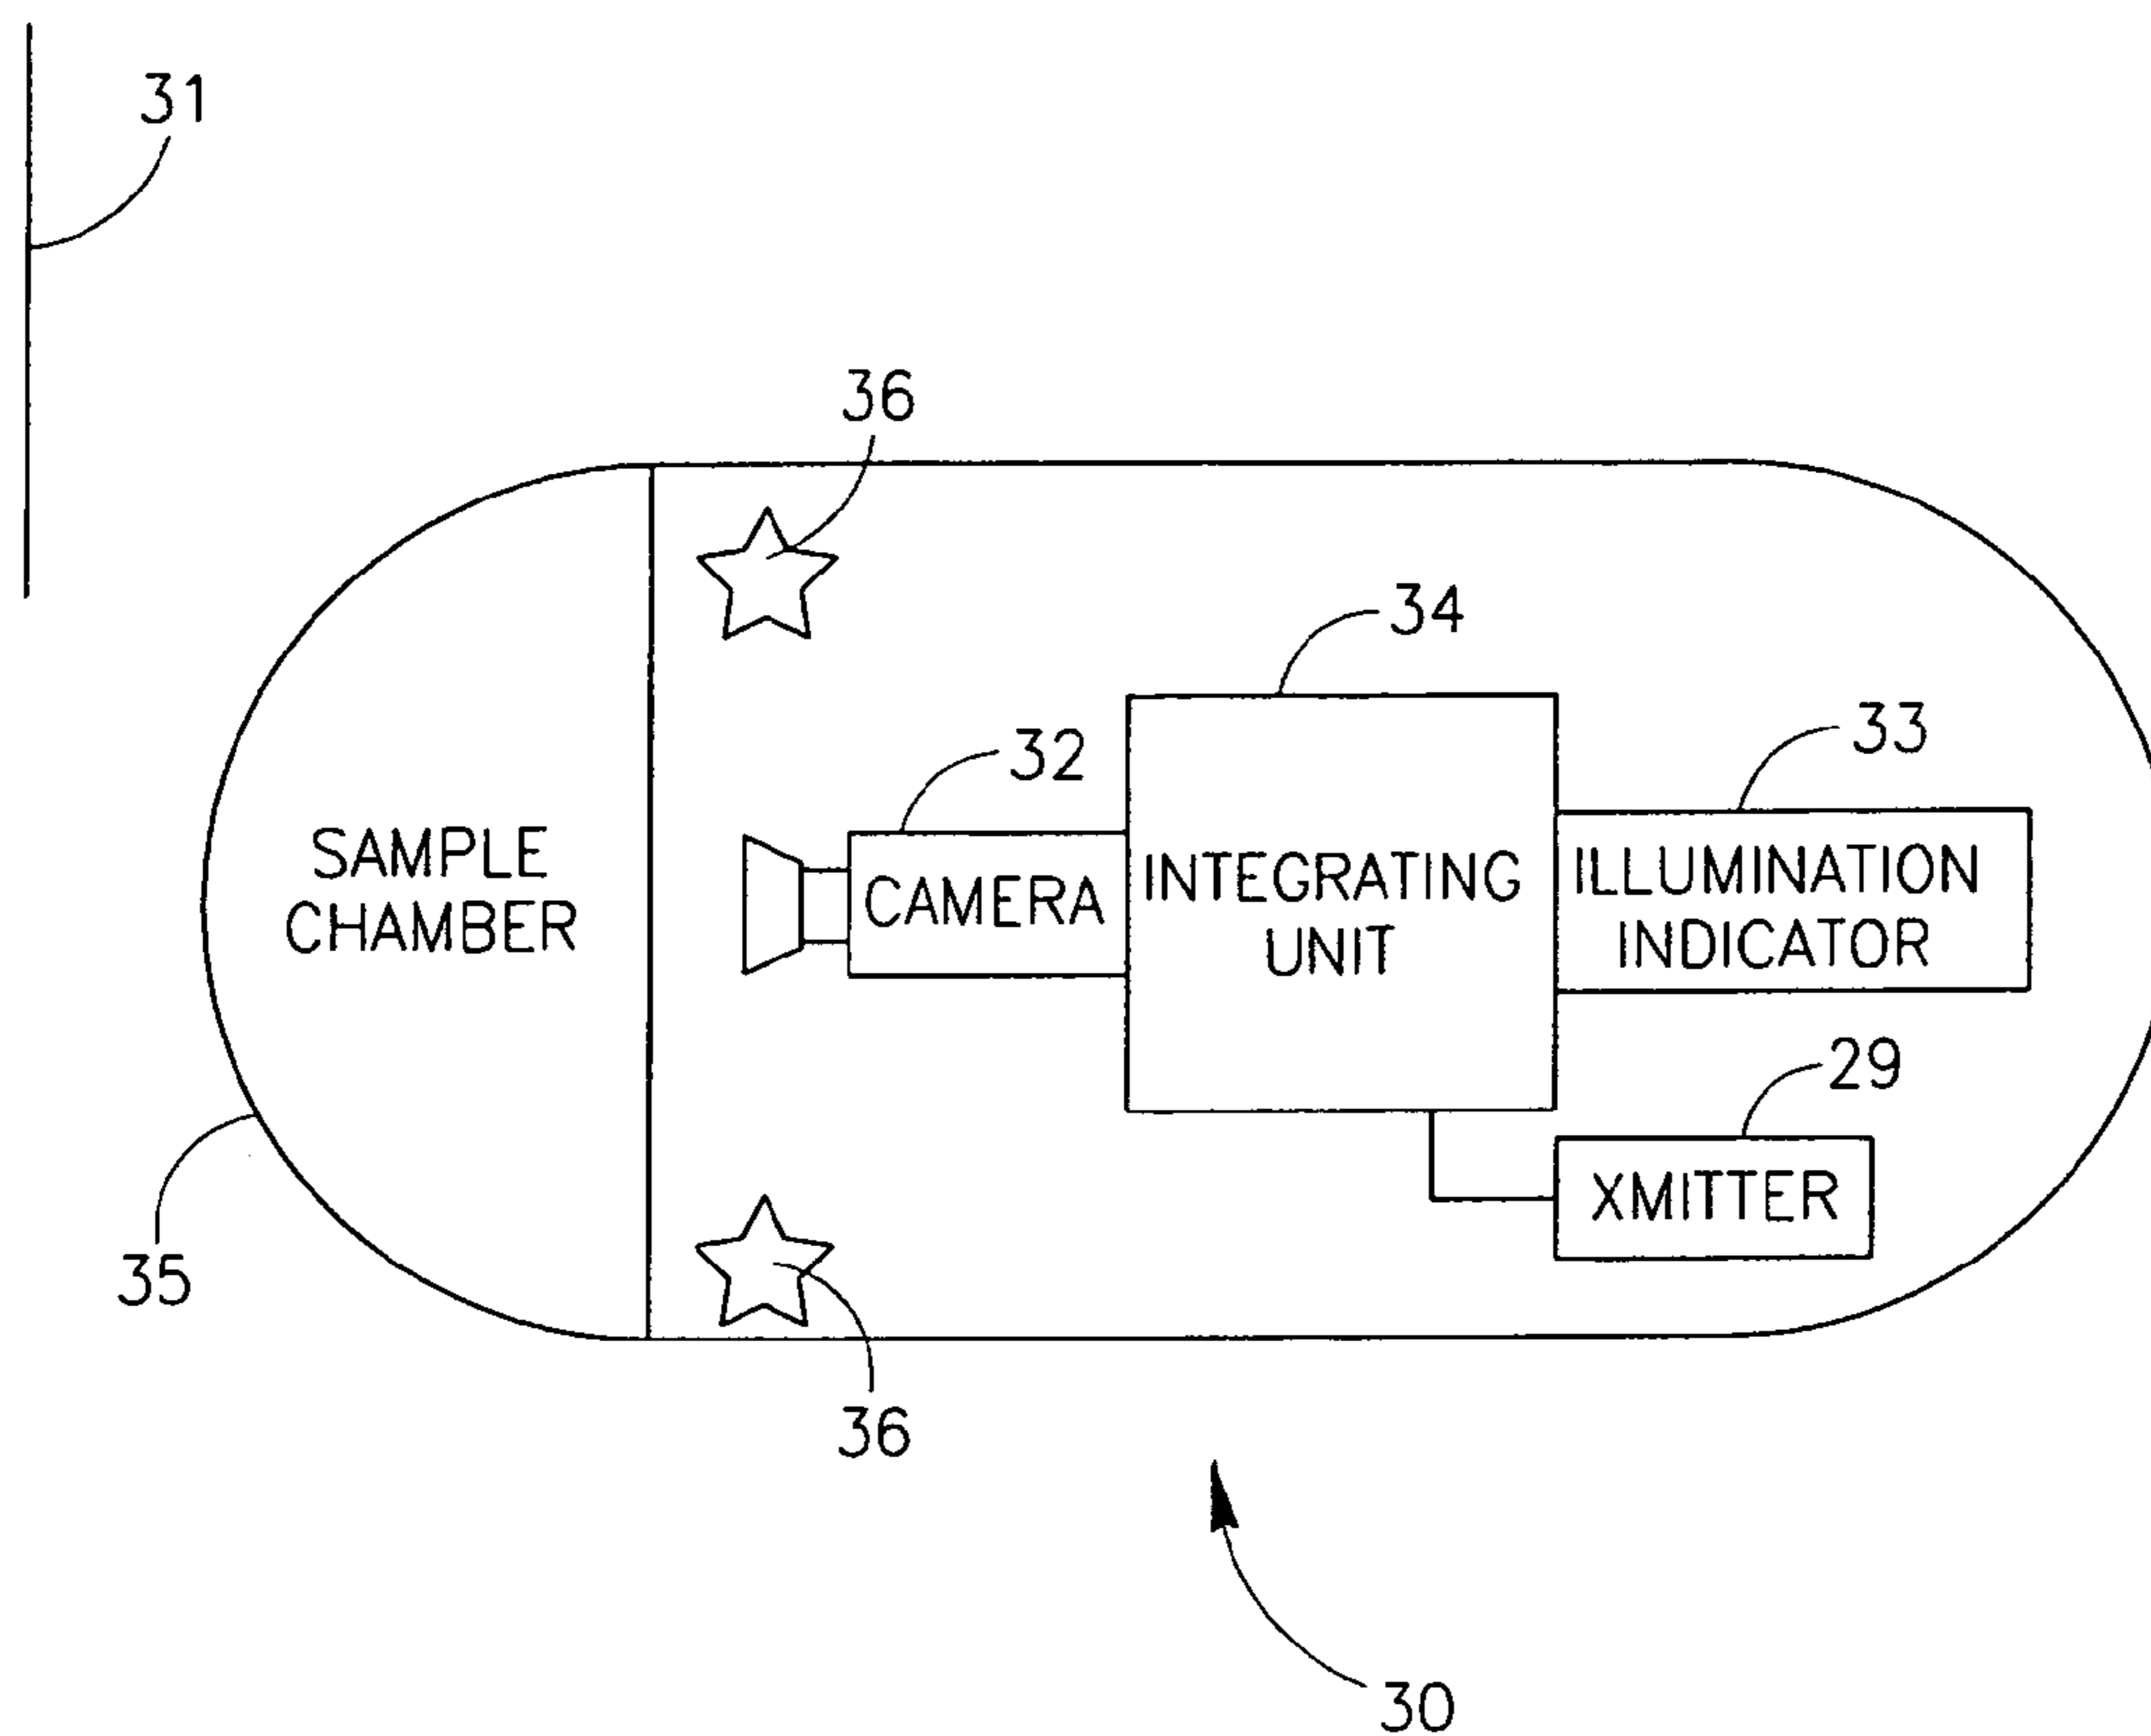 31
36
34
33
32
SAMPLE
CHAMBER
CAMERA
INTEGRATING
UNIT
ILLUMINATION
INDICATOR
29
XMITTER
35
36
30